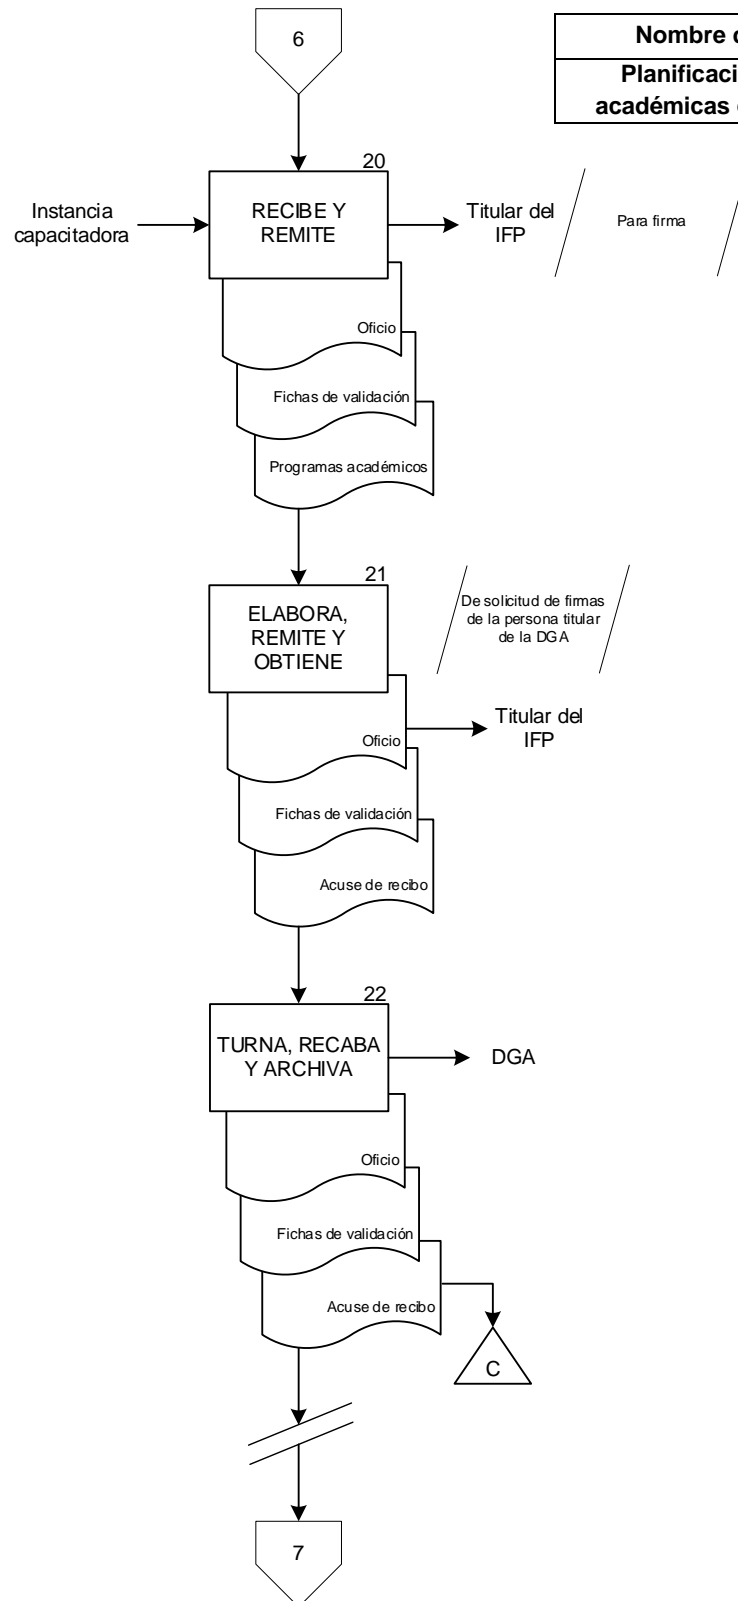 6
Nombre d
Planificaci
académicas
20
Instancia
capacitadora
RECIBE Y
REMITE
Titular del
IFP
Para firma
Oficio
Fichas de validación
Programas académicos
21
ELABORA,
REMITE Y
OBTIENE
De solicitud de firmas
de la persona titular
de la DGA
Titular del
IFP
Oficio
Fichas de validación
Acuse de recibo
22
TURNA, RECABA
Y ARCHIVA
DGA
Oficio
Fichas de validación
Acuse de recibo
C
7